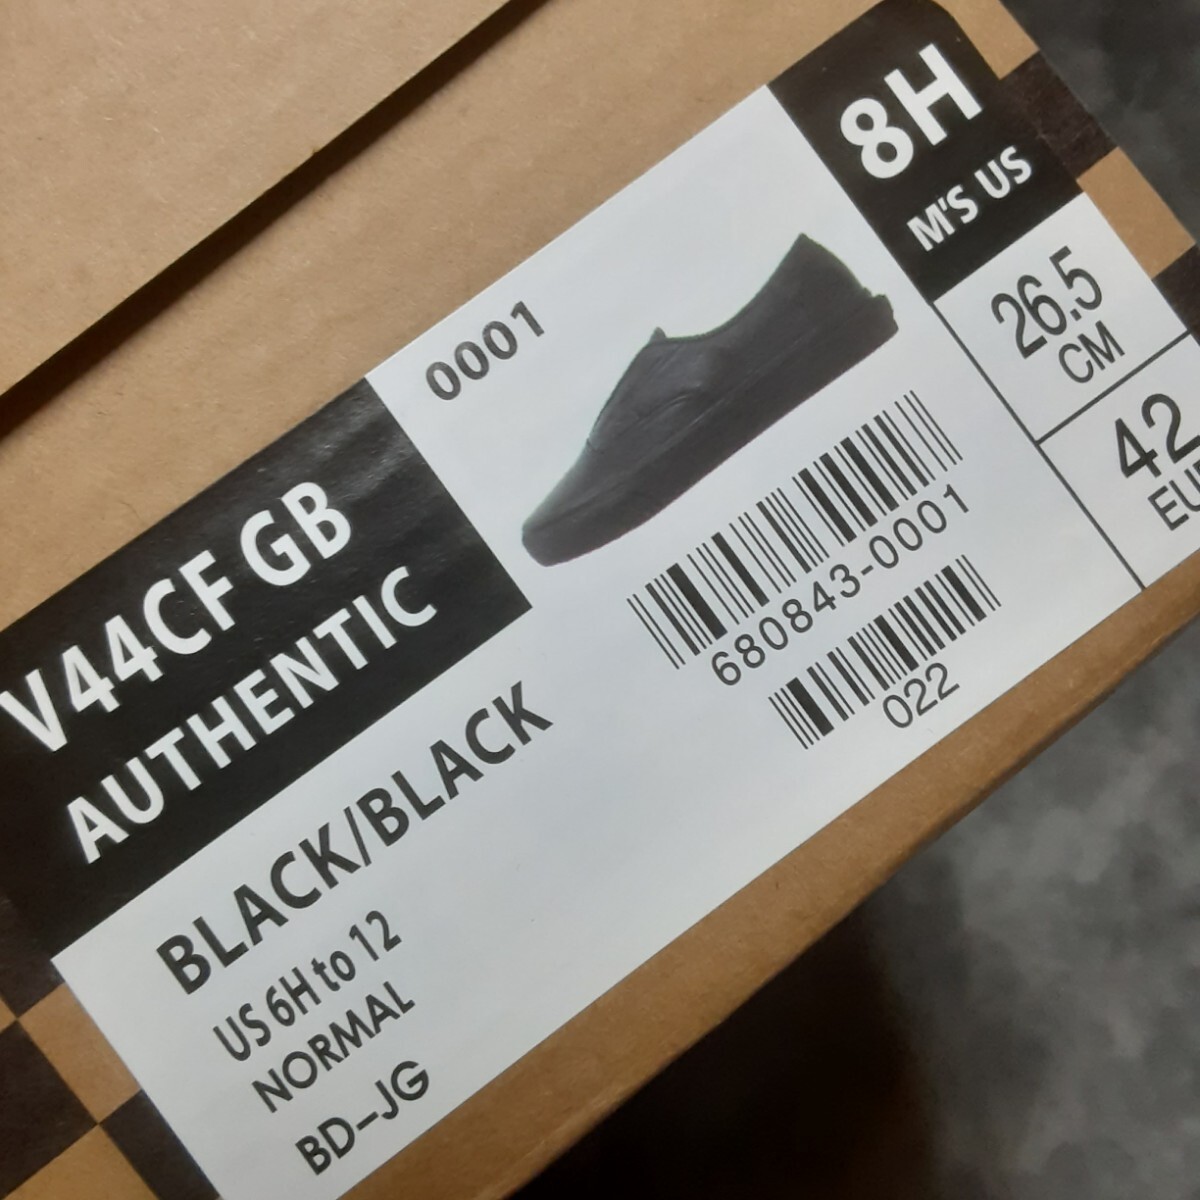 V44CF GB
AUTHENTIC
0001
8H
M'S US
26.5
CM
42
680843-0001
022
BLACK/BLACK
US 6H to 12
NORMAL
BD-JG